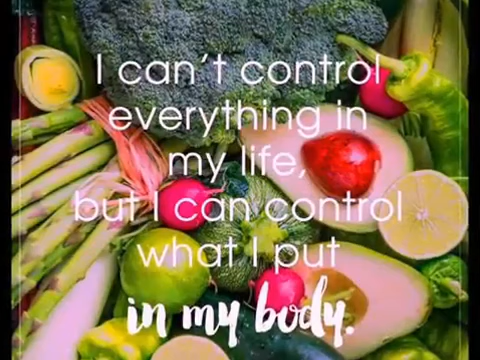 I can't control
everything in
my life,
but I can control
what I put
in my body.